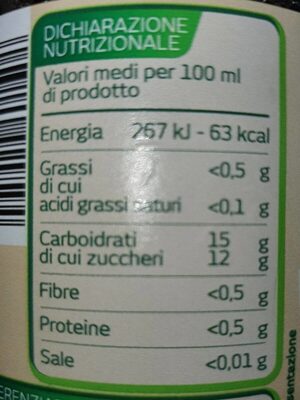 DICHIARAZIONE
NUTRIZIONALE
Valori medi per 100 ml
di prodotto
Energia 267 kJ - 63 kcal
Grassi <0,5 g
di cui
acidi grassi saturi <0,1 g
Carboidrati 15 g
di cui zuccheri 12 g
Fibre <0,5 g
Proteine <0,5 g
Sale <0,01 g